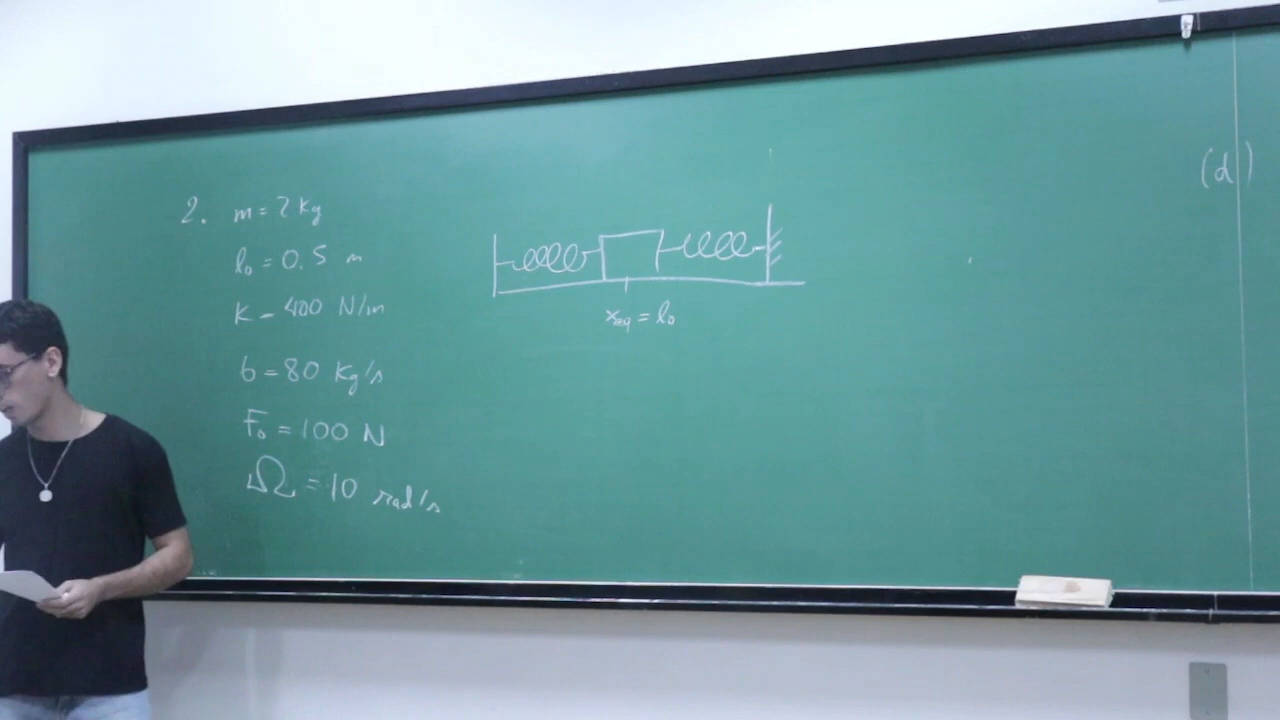 2. m = 2 Kg
l₀ = 0.5 m
K = 400 N/m
b = 80 Kg/s
F₀ = 100 N
Ω = 10 rad/s
x_eq = l₀
(d)